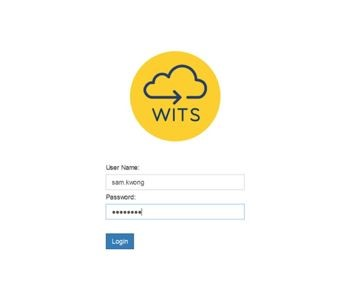 WITS
User Name:
sam.kwong
Password:
●●●●●●●●
Login